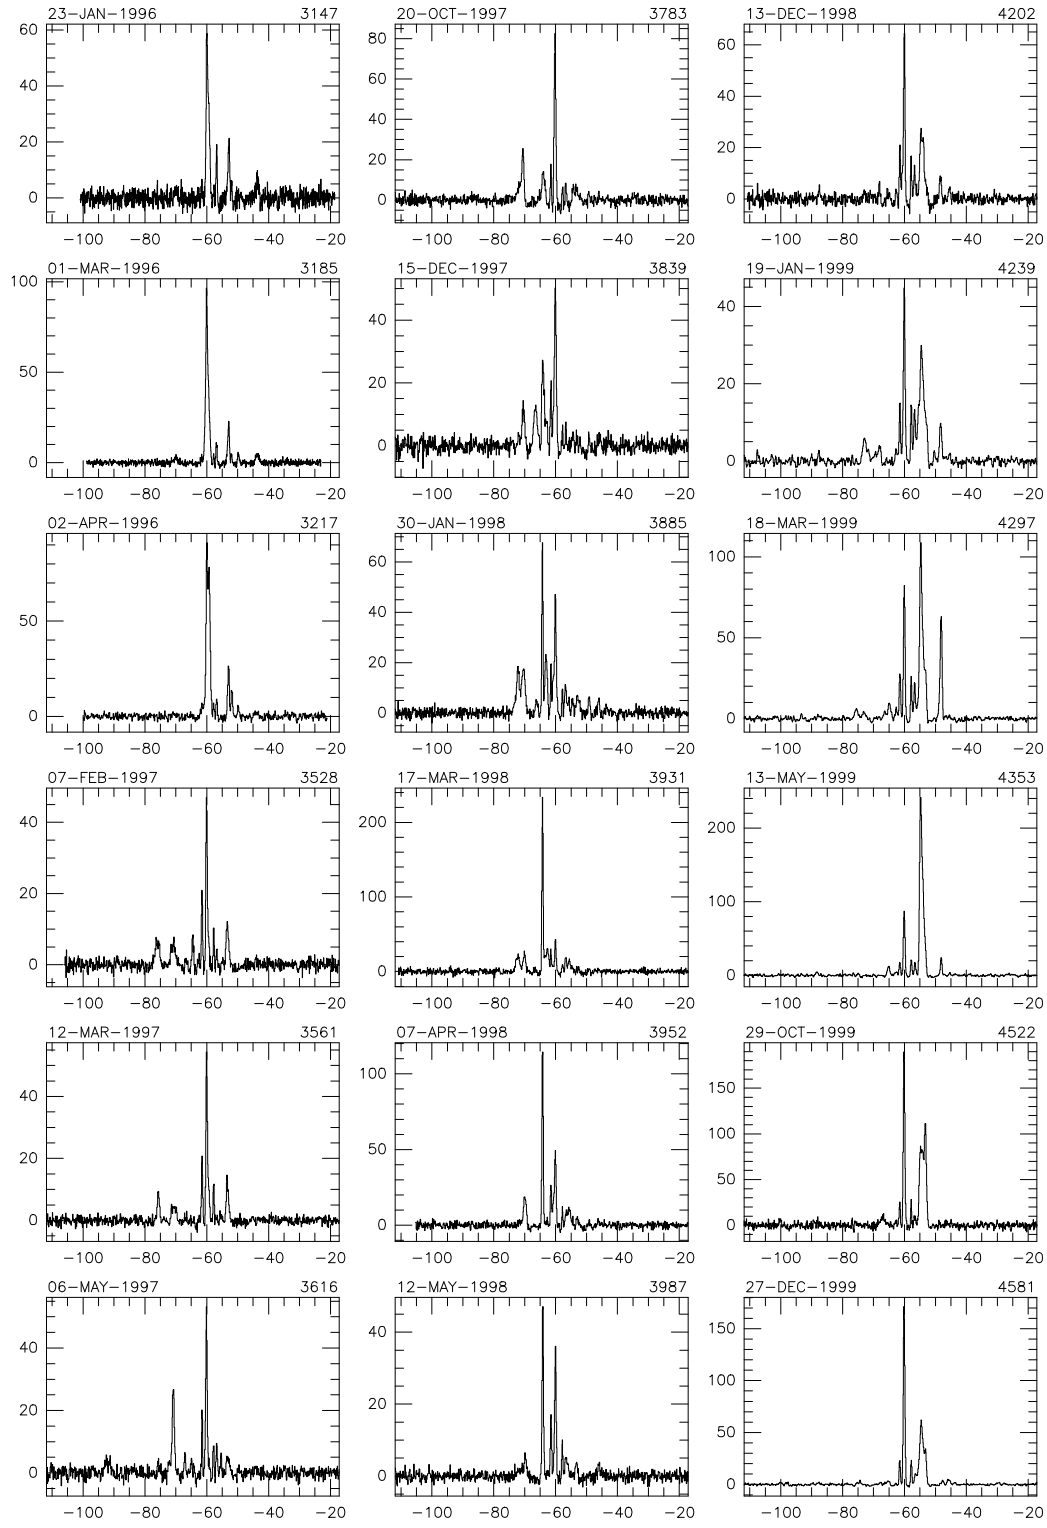 23-JAN-1996 3147
60
40
20
0
-100 -80 -60 -40 -20
01-MAR-1996 3185
100
50
0
-100 -80 -60 -40 -20
02-APR-1996 3217
50
0
-100 -80 -60 -40 -20
07-FEB-1997 3528
40
20
0
-100 -80 -60 -40 -20
12-MAR-1997 3561
40
20
0
-100 -80 -60 -40 -20
06-MAY-1997 3616
40
20
0
-100 -80 -60 -40 -20
20-OCT-1997 3783
80
60
40
20
0
-100 -80 -60 -40 -20
15-DEC-1997 3839
40
20
0
-100 -80 -60 -40 -20
30-JAN-1998 3885
60
40
20
0
-100 -80 -60 -40 -20
17-MAR-1998 3931
200
100
0
-100 -80 -60 -40 -20
07-APR-1998 3952
100
50
0
-100 -80 -60 -40 -20
12-MAY-1998 3987
40
20
0
-100 -80 -60 -40 -20
13-DEC-1998 4202
60
40
20
0
-100 -80 -60 -40 -20
19-JAN-1999 4239
40
20
0
-100 -80 -60 -40 -20
18-MAR-1999 4297
100
50
0
-100 -80 -60 -40 -20
13-MAY-1999 4353
200
100
0
-100 -80 -60 -40 -20
29-OCT-1999 4522
150
100
50
0
-100 -80 -60 -40 -20
27-DEC-1999 4581
150
100
50
0
-100 -80 -60 -40 -20